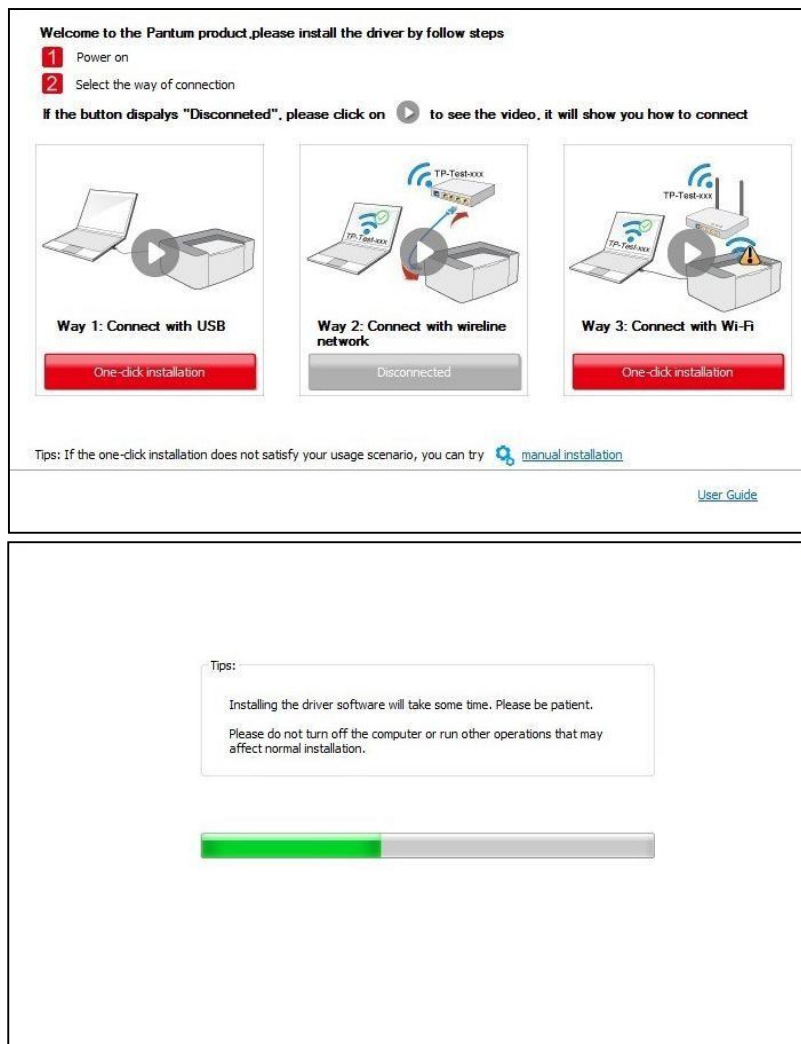 Welcome to the Pantum product,please install the driver by follow steps
1 Power on
2 Select the way of connection
If the button dispalys "Disconneted", please click on to see the video, it will show you how to connect
TP-Test-xxx
TP-Test-xxx
Way 1: Connect with USB
One-click installation
TP-Test-xxx
TP-Test-xxx
Way 2: Connect with wireline
network
Disconnected
TP-Test-xxx
TP-Test-xxx
Way 3: Connect with Wi-Fi
One-click installation
Tips: If the one-click installation does not satisfy your usage scenario, you can try manual installation
User Guide
Tips:
Installing the driver software will take some time. Please be patient.
Please do not turn off the computer or run other operations that may
affect normal installation.